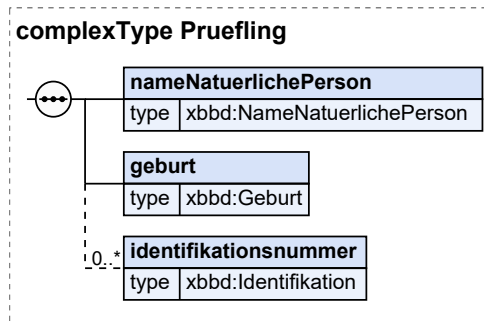 complexType Pruefling
nameNatuerlichePerson
type xbbd:NameNatuerlichePerson
geburt
type xbbd:Geburt
0..*
identifikationsnummer
type xbbd:Identifikation